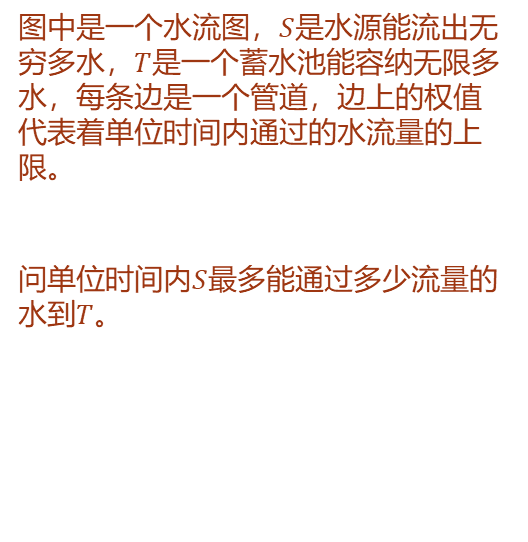 图中是一个水流图，S是水源能流出无
穷多水，T是一个蓄水池能容纳无限多
水，每条边是一个管道，边上的权值
代表着单位时间内通过的水流量的上
限。
问单位时间内S最多能通过多少流量的
水到T。